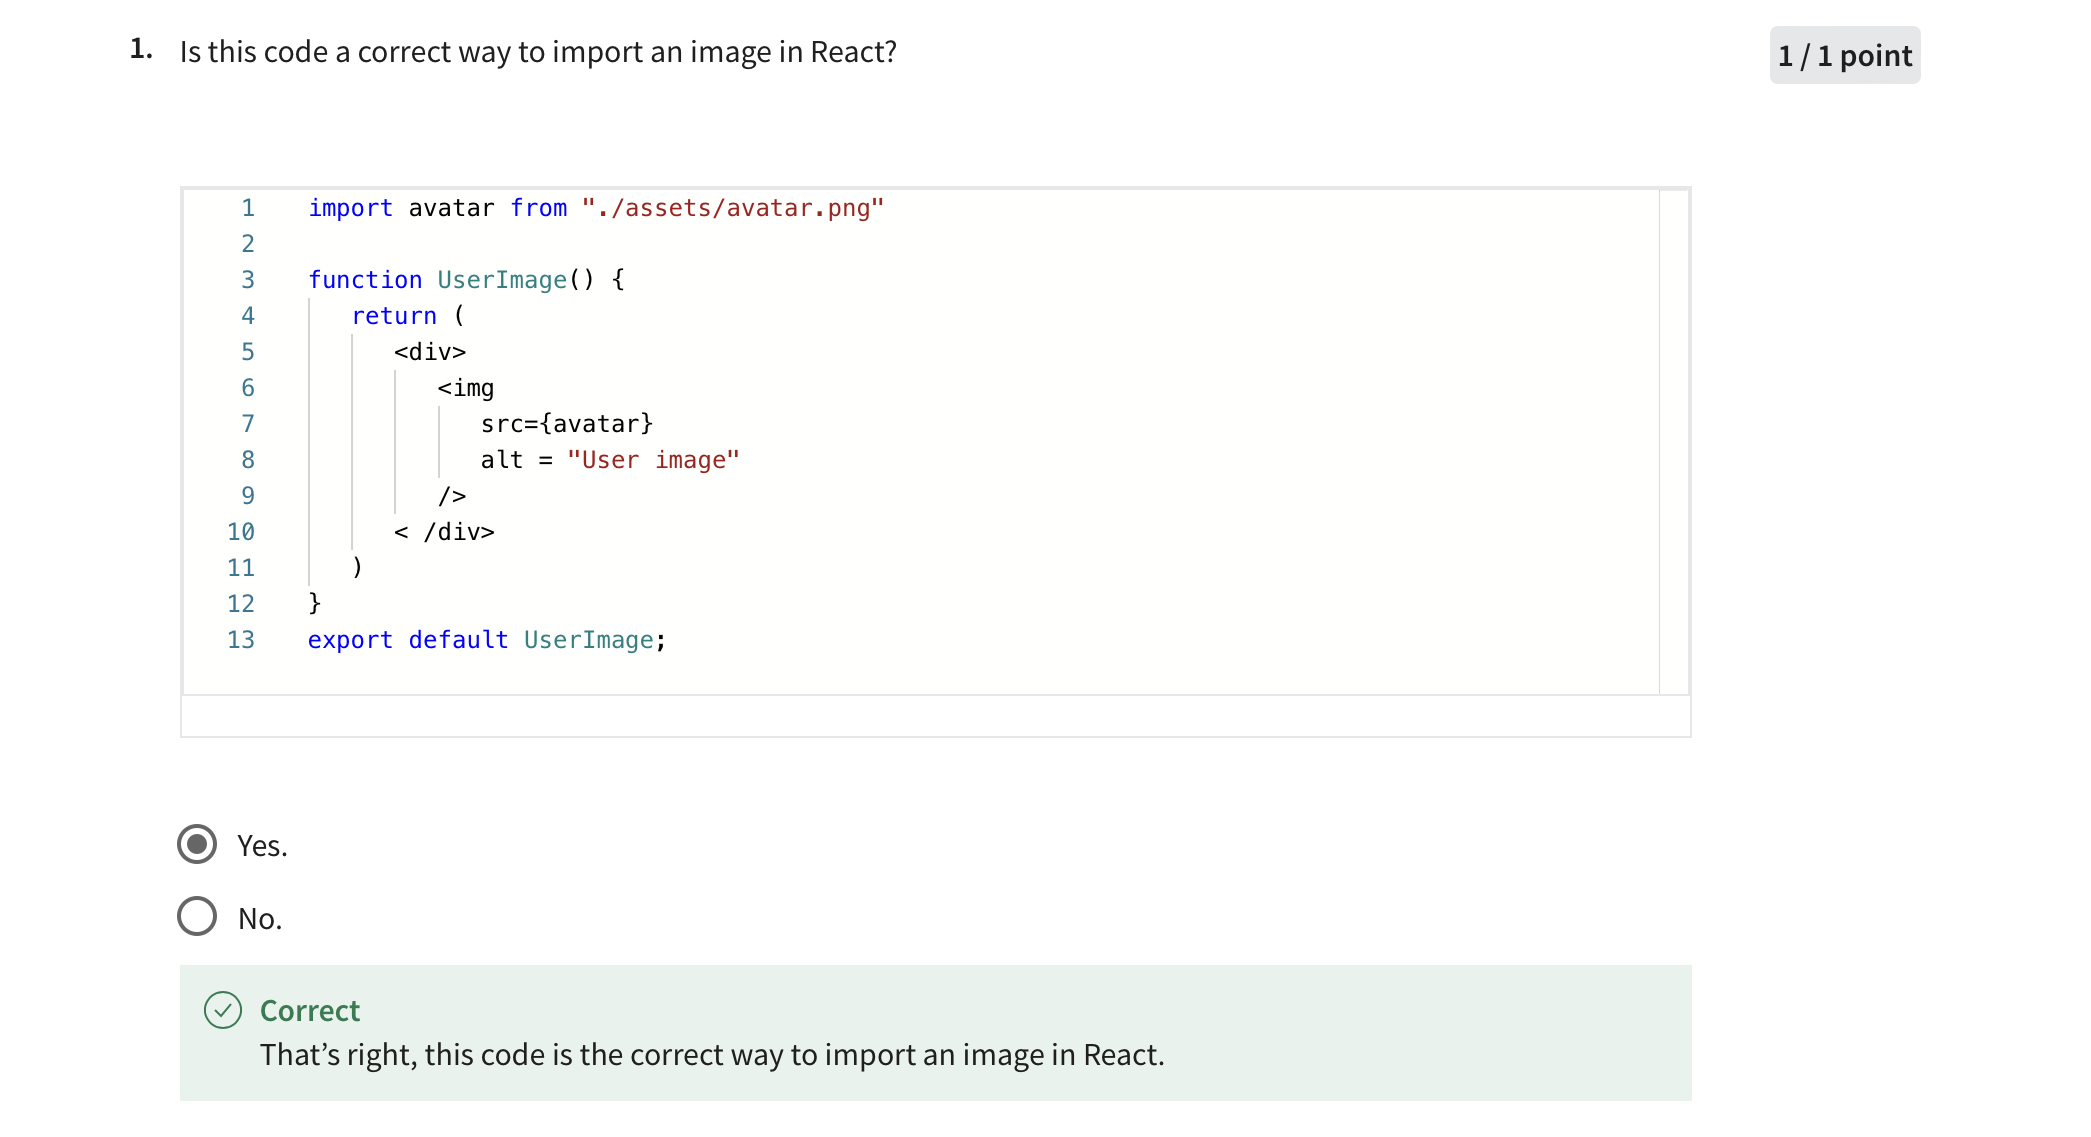 1. Is this code a correct way to import an image in React?
1 / 1 point
1 import avatar from "./assets/avatar.png"
2
3 function UserImage() {
4 return (
5 <div>
6 <img
7 src={avatar}
8 alt = "User image"
9 />
10 < /div>
11 )
12 }
13 export default UserImage;
Yes.
No.
Correct
That’s right, this code is the correct way to import an image in React.